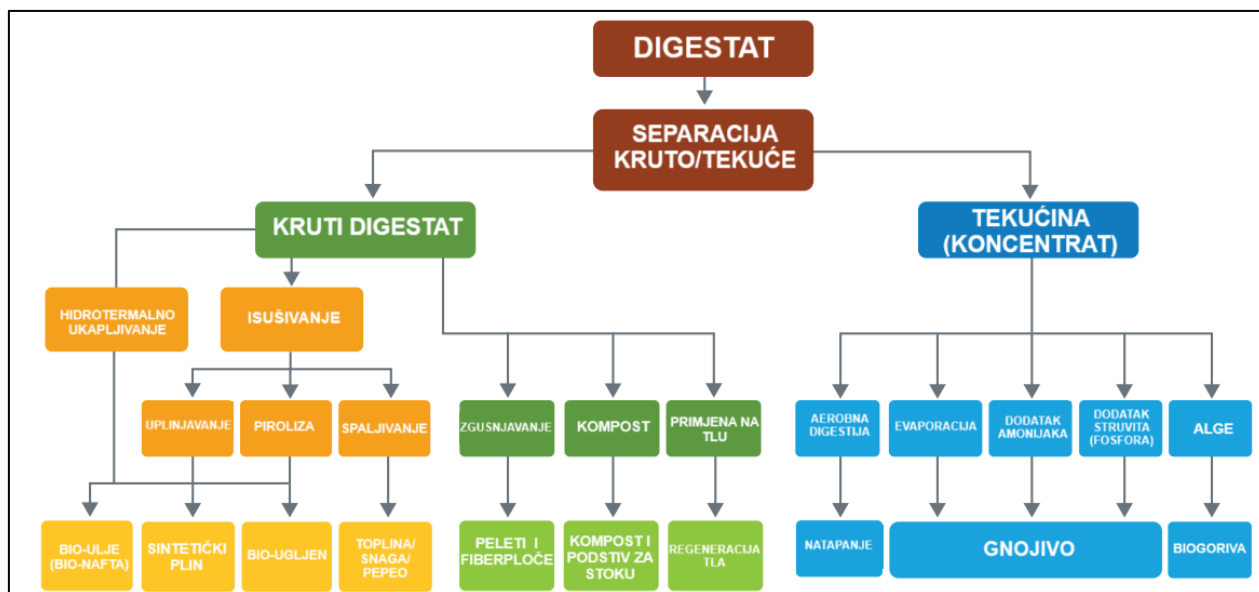 DIGESTAT
SEPARACIJA
KRUTO/TEKUĆE
KRUTI DIGESTAT
TEKUĆINA
(KONCENTRAT)
HIDROTERMALNO
UKAPLJIVANJE
ISUŠIVANJE
UPLINJAVANJE
PIROLIZA
SPALJIVANJE
ZGUSNJAVANJE
KOMPOST
PRIMJENA NA
TLU
AEROBNA
DIGESTIJA
EVAPORACIJA
DODATAK
AMONIJAKA
DODATAK
STRUVITA
(FOSFORA)
ALGE
BIO-ULJE
(BIO-NAFTA)
SINTETIČKI
PLIN
BIO-UGLJEN
TOPLINA/
SNAGA/
PEPEO
PELETI I
FIBERPLOČE
KOMPOST I
PODSTIV ZA
STOKU
REGENERACIJA
TLA
NATAPANJE
GNOJIVO
BIOGORIVA